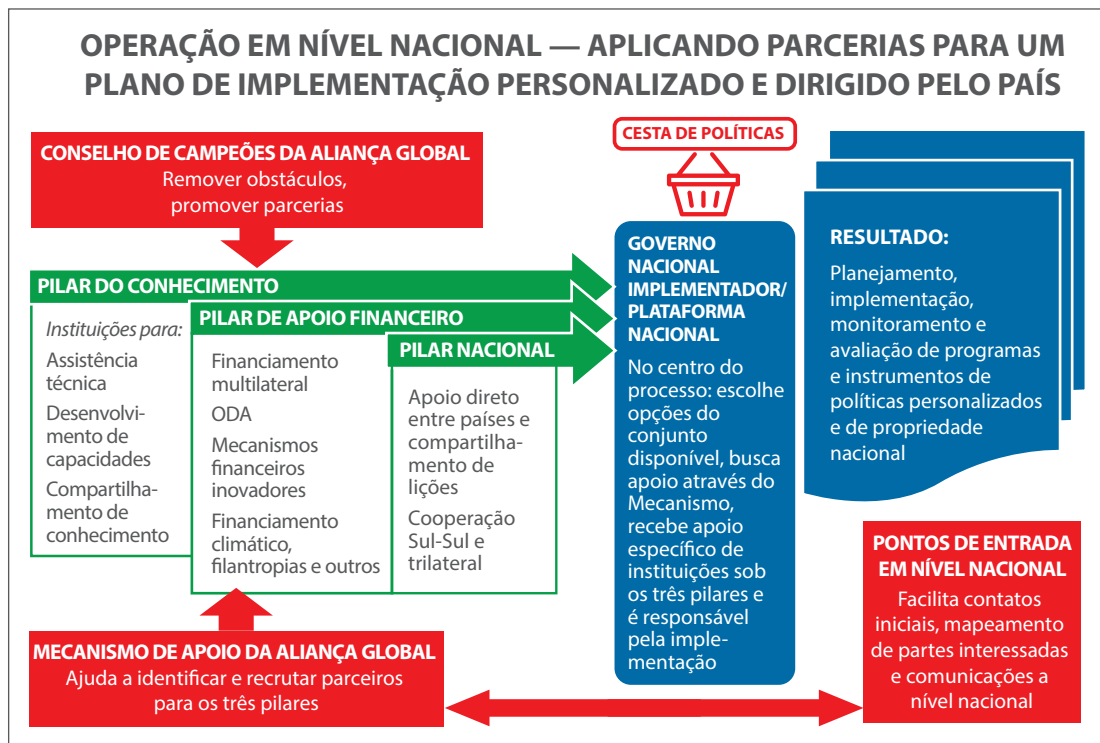 OPERAÇÃO EM NÍVEL NACIONAL — APLICANDO PARCERIAS PARA UM
PLANO DE IMPLEMENTAÇÃO PERSONALIZADO E DIRIGIDO PELO PAÍS
CONSELHO DE CAMPEÕES DA ALIANÇA GLOBAL
Remover obstáculos,
promover parcerias
PILAR DO CONHECIMENTO
Instituições para:
Assistência
técnica
Desenvolvi-
mento de
capacidades
Compartilha-
mento de
conhecimento
PILAR DE APOIO FINANCEIRO
Financiamento
multilateral
ODA
Mecanismos
financeiros
inovadores
Financiamento
climático,
filantropias e outros
PILAR NACIONAL
Apoio direto
entre países e
compartilha-
mento de
lições
Cooperação
Sul-Sul e
trilateral
MECANISMO DE APOIO DA ALIANÇA GLOBAL
Ajuda a identificar e recrutar parceiros
para os três pilares
CESTA DE POLÍTICAS
GOVERNO
NACIONAL
IMPLEMENTADOR/
PLATAFORMA
NACIONAL
No centro do
processo: escolhe
opções do
conjunto
disponível, busca
apoio através do
Mecanismo,
recebe apoio
específico de
instituições sob
os três pilares e
é responsável
pela imple-
mentação
RESULTADO:
Planejamento,
implementação,
monitoramento e
avaliação de programas
e instrumentos de
políticas personalizados
e de propriedade
nacional
PONTOS DE ENTRADA
EM NÍVEL NACIONAL
Facilita contatos
iniciais, mapeamento
de partes interessadas
e comunicações a
nível nacional